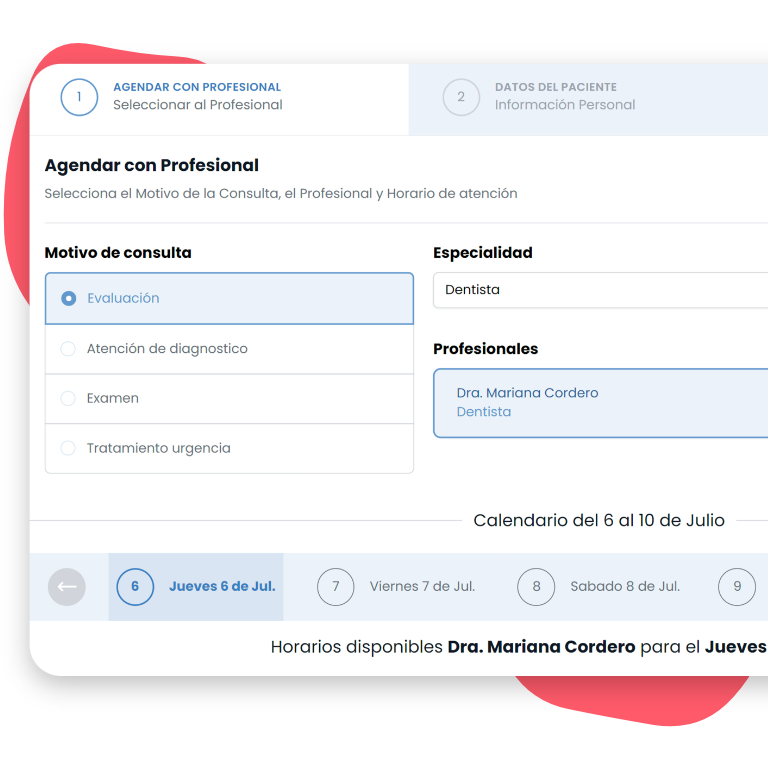 1
AGENDAR CON PROFESIONAL
Seleccionar al Profesional
2
DATOS DEL PACIENTE
Información Personal
Agendar con Profesional
Selecciona el Motivo de la Consulta, el Profesional y Horario de atención
Motivo de consulta
Evaluación
Atención de diagnostico
Examen
Tratamiento urgencia
Especialidad
Dentista
Profesionales
Dra. Mariana Cordero
Dentista
Calendario del 6 al 10 de Julio
6 Jueves 6 de Jul. 7 Viernes 7 de Jul. 8 Sabado 8 de Jul. 9
Horarios disponibles Dra. Mariana Cordero para el Jueves